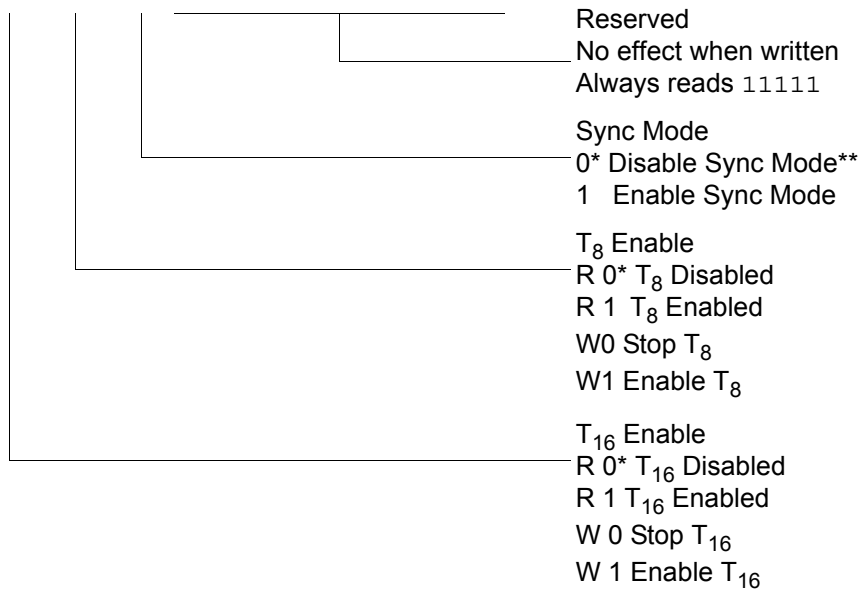 Reserved
No effect when written
Always reads 11111
Sync Mode
0* Disable Sync Mode**
1 Enable Sync Mode
T8 Enable
R 0* T8 Disabled
R 1 T8 Enabled
W0 Stop T8
W1 Enable T8
T16 Enable
R 0* T16 Disabled
R 1 T16 Enabled
W 0 Stop T16
W 1 Enable T16